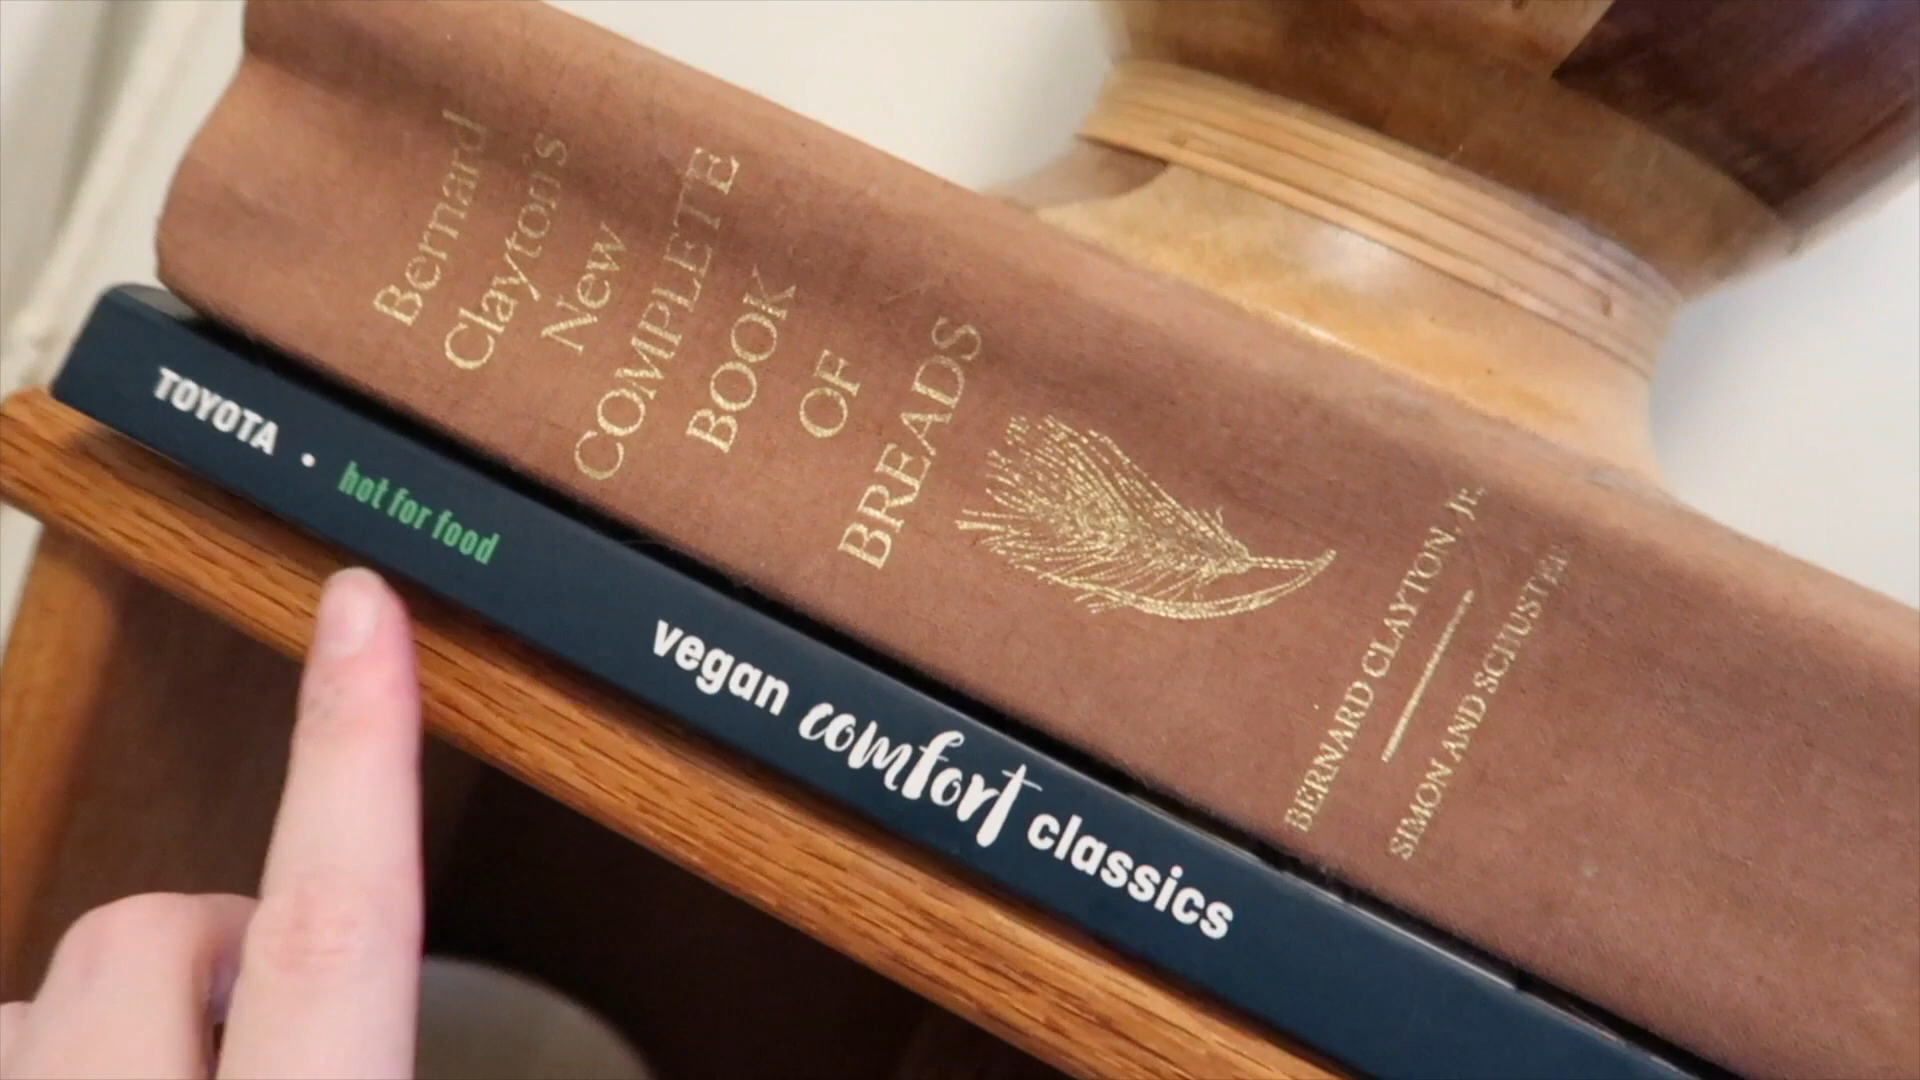 Bernard
Clayton's
New
COMPLETE
BOOK
OF
BREADS
BERNARD CLAYTON, Jr.
SIMON AND SCHUSTER
TOYOTA • hot for food
vegan comfort classics